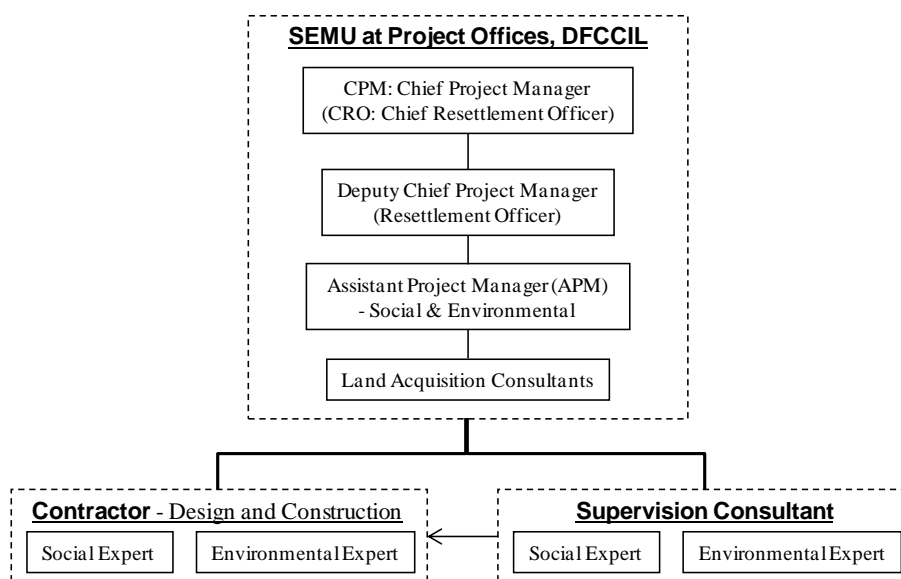 SEMU at Project Offices, DFCCIL
CPM: Chief Project Manager
(CRO: Chief Resettlement Officer)
Deputy Chief Project Manager
(Resettlement Officer)
Assistant Project Manager (APM)
- Social & Environmental
Land Acquisition Consultants
Contractor - Design and Construction
Social Expert
Environmental Expert
Supervision Consultant
Social Expert
Environmental Expert